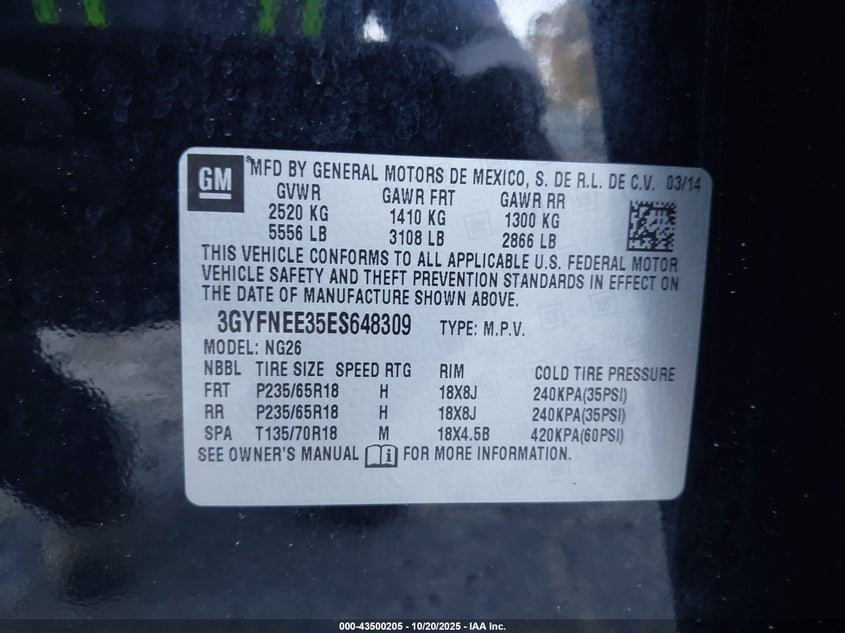 GM
MFD BY GENERAL MOTORS DE MEXICO, S. DE R.L. DE C.V. 03/14
GVWR GAWR FRT GAWR RR
2520 KG 1410 KG 1300 KG
5556 LB 3108 LB 2866 LB
THIS VEHICLE CONFORMS TO ALL APPLICABLE U.S. FEDERAL MOTOR
VEHICLE SAFETY AND THEFT PREVENTION STANDARDS IN EFFECT ON
THE DATE OF MANUFACTURE SHOWN ABOVE.
3GYFNEE35ES648309 TYPE: M.P.V.
MODEL: NG26
NBBL TIRE SIZE SPEED RTG RIM COLD TIRE PRESSURE
FRT P235/65R18 H 18X8J 240KPA(35PSI)
RR P235/65R18 H 18X8J 240KPA(35PSI)
SPA T135/70R18 M 18X4.5B 420KPA(60PSI)
SEE OWNER'S MANUAL i FOR MORE INFORMATION.
000-43500205 - 10/20/2025 - IAA Inc.